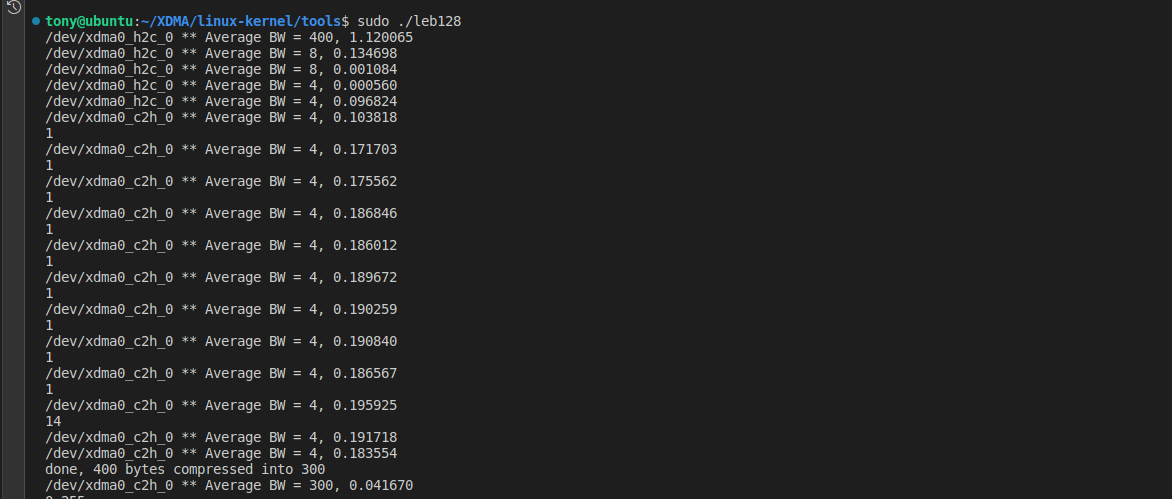 tony@ubuntu:~/XDMA/linux-kernel/tools$ sudo ./leb128
/dev/xdma0_h2c_0 ** Average BW = 400, 1.120065
/dev/xdma0_h2c_0 ** Average BW = 8, 0.134698
/dev/xdma0_h2c_0 ** Average BW = 8, 0.001084
/dev/xdma0_h2c_0 ** Average BW = 4, 0.000560
/dev/xdma0_h2c_0 ** Average BW = 4, 0.096824
/dev/xdma0_c2h_0 ** Average BW = 4, 0.103818
1
/dev/xdma0_c2h_0 ** Average BW = 4, 0.171703
1
/dev/xdma0_c2h_0 ** Average BW = 4, 0.175562
1
/dev/xdma0_c2h_0 ** Average BW = 4, 0.186846
1
/dev/xdma0_c2h_0 ** Average BW = 4, 0.186012
1
/dev/xdma0_c2h_0 ** Average BW = 4, 0.189672
1
/dev/xdma0_c2h_0 ** Average BW = 4, 0.190259
1
/dev/xdma0_c2h_0 ** Average BW = 4, 0.190840
1
/dev/xdma0_c2h_0 ** Average BW = 4, 0.186567
1
/dev/xdma0_c2h_0 ** Average BW = 4, 0.195925
14
/dev/xdma0_c2h_0 ** Average BW = 4, 0.191718
/dev/xdma0_c2h_0 ** Average BW = 4, 0.183554
done, 400 bytes compressed into 300
/dev/xdma0_c2h_0 ** Average BW = 300, 0.041670